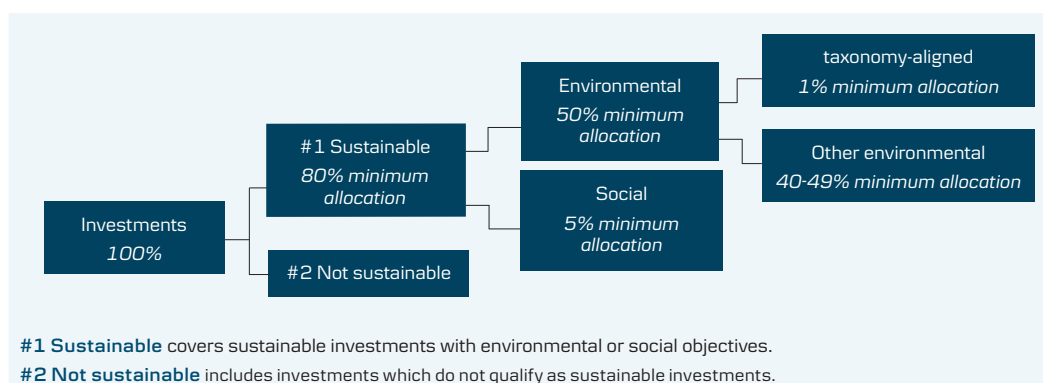 Investments
100%
#1 Sustainable
80% minimum
allocation
#2 Not sustainable
Environmental
50% minimum
allocation
Social
5% minimum
allocation
taxonomy-aligned
1% minimum allocation
Other environmental
40-49% minimum allocation
#1 Sustainable covers sustainable investments with environmental or social objectives.
#2 Not sustainable includes investments which do not qualify as sustainable investments.